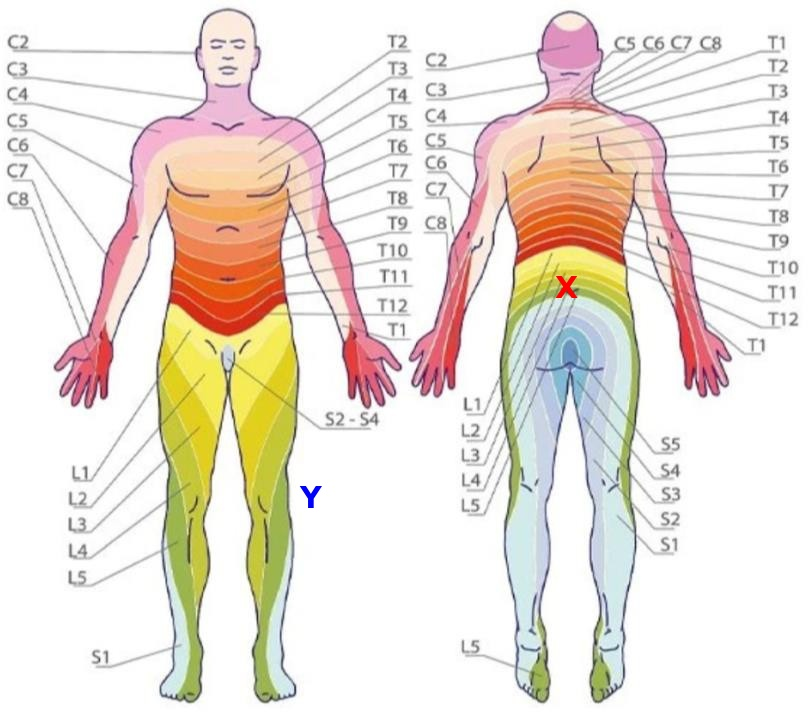 C2
C3
C4
C5
C6
C7
C8
T2
T3
T4
T5
T6
T7
T8
T9
T10
T11
T12
T1
S2 - S4
L1
L2
L3
L4
L5
S1
Y
C2
C3
C4
C5
C6
C7
C8
C5 C6 C7 C8
T1
T2
T3
T4
T5
T6
T7
T8
T9
T10
T11
T12
T1
X
L1
L2
L3
L4
L5
S5
S4
S3
S2
S1
L5